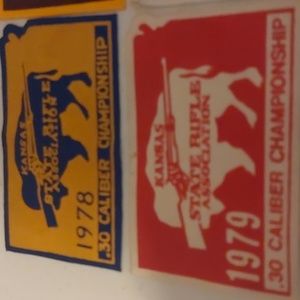 KANSAS
STATE RIFLE
ASSOCIATION
1978
.30 CALIBER CHAMPIONSHIP
KANSAS
STATE RIFLE
ASSOCIATION
1979
.30 CALIBER CHAMPIONSHIP